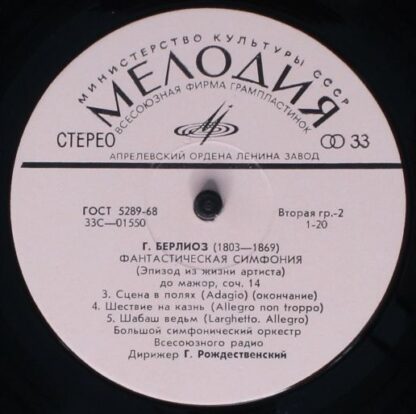 МИНИСТЕРСТВО КУЛЬТУРЫ СССР
МЕЛОДИЯ
ВСЕСОЮЗНАЯ ФИРМА ГРАМПЛАСТИНОК
СТЕРЕО
33
АПРЕЛЕВСКИЙ ОРДЕНА ЛЕНИНА ЗАВОД
ГОСТ 5289-68
Вторая гр.-2
33С—01550
1-20
Г. БЕРЛИОЗ (1803—1869)
ФАНТАСТИЧЕСКАЯ СИМФОНИЯ
(Эпизод из жизни артиста)
до мажор, соч. 14
3. Сцена в полях (Adagio) (окончание)
4. Шествие на казнь (Allegro non troppo)
5. Шабаш ведьм (Larghetto. Allegro)
Большой симфонический оркестр
Всесоюзного радио
Дирижер Г. Рождественский